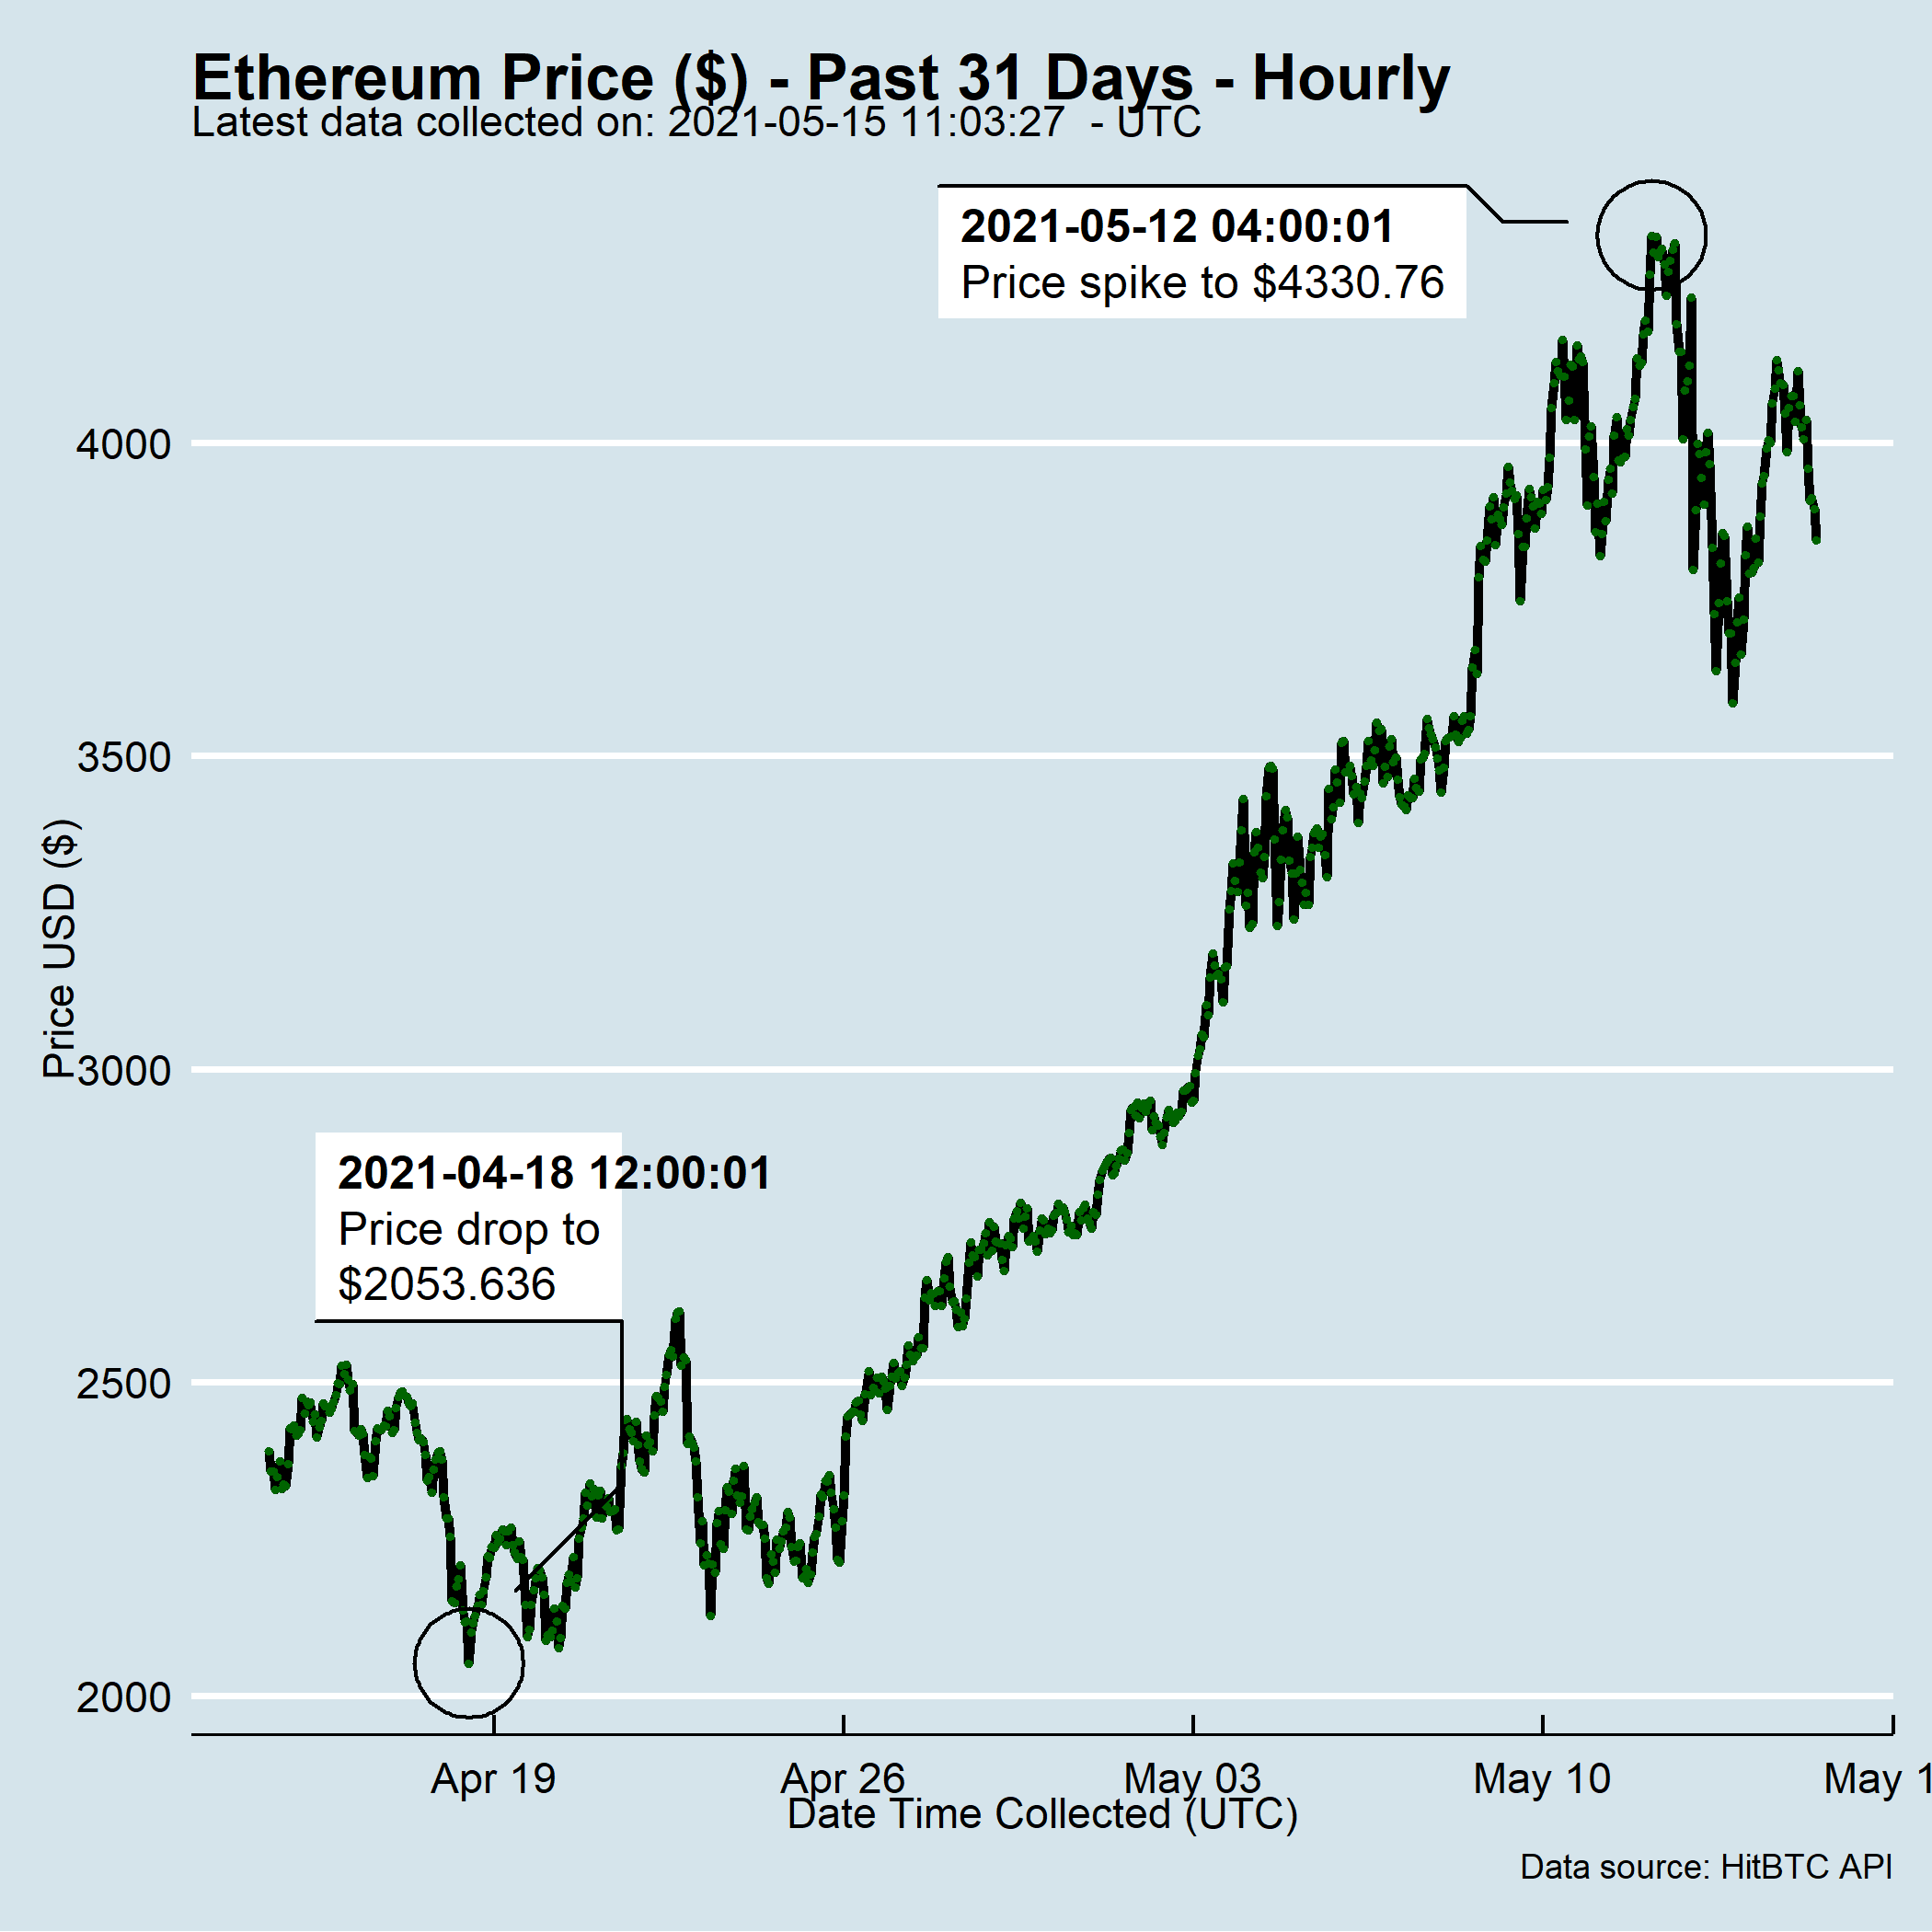 Ethereum Price ($) - Past 31 Days - Hourly
Latest data collected on: 2021-05-15 11:03:27  - UTC
2021-05-12 04:00:01
Price spike to $4330.76
4000
3500
3000
2500
2000
Price USD ($)
2021-04-18 12:00:01
Price drop to
$2053.636
Apr 19
Apr 26
May 03
May 10
May 1
Date Time Collected (UTC)
Data source: HitBTC API